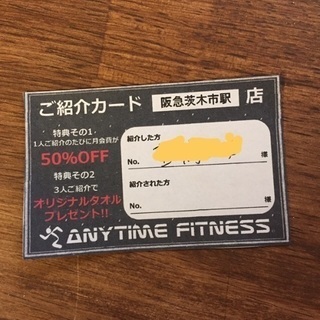 ご紹介カード 阪急茨木市駅 店
特典その1
1人ご紹介のたびに月会費が
50%OFF
特典その2
3人ご紹介で
オリジナルタオル
プレゼント!!
紹介した方
様
No.
紹介された方
様
No.
ANYTIME FITNESS